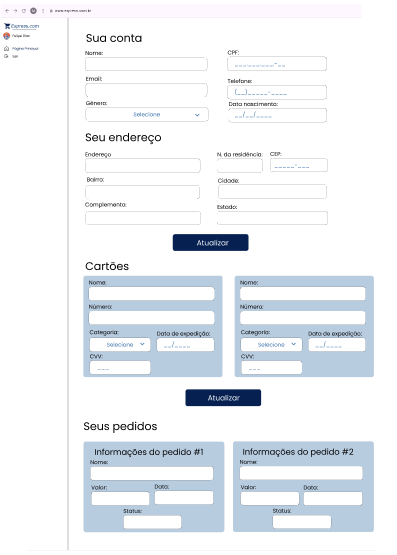 www.express.com.br
Express.com
Felipe Dias
Página Principal
Sair
Sua conta
Nome:
CPF:
___.___.___-__
Email:
Telefone:
(__)_____-____
Gênero:
Data nascimento:
Selecione
__/__/____
Seu endereço
Endereço
N. da residência:
CEP:
_____-___
Bairro:
Cidade:
Complemento:
Estado:
Atualizar
Cartões
Nome:
Nome:
Número:
Número:
Categoria:
Data de expedição:
Categoria:
Data de expedição:
Selecione
__/____
Selecione
__/____
CVV:
CVV:
___
___
Atualizar
Seus pedidos
Informações do pedido #1
Informações do pedido #2
Nome:
Nome:
Valor:
Data:
Valor:
Data:
Status:
Status: